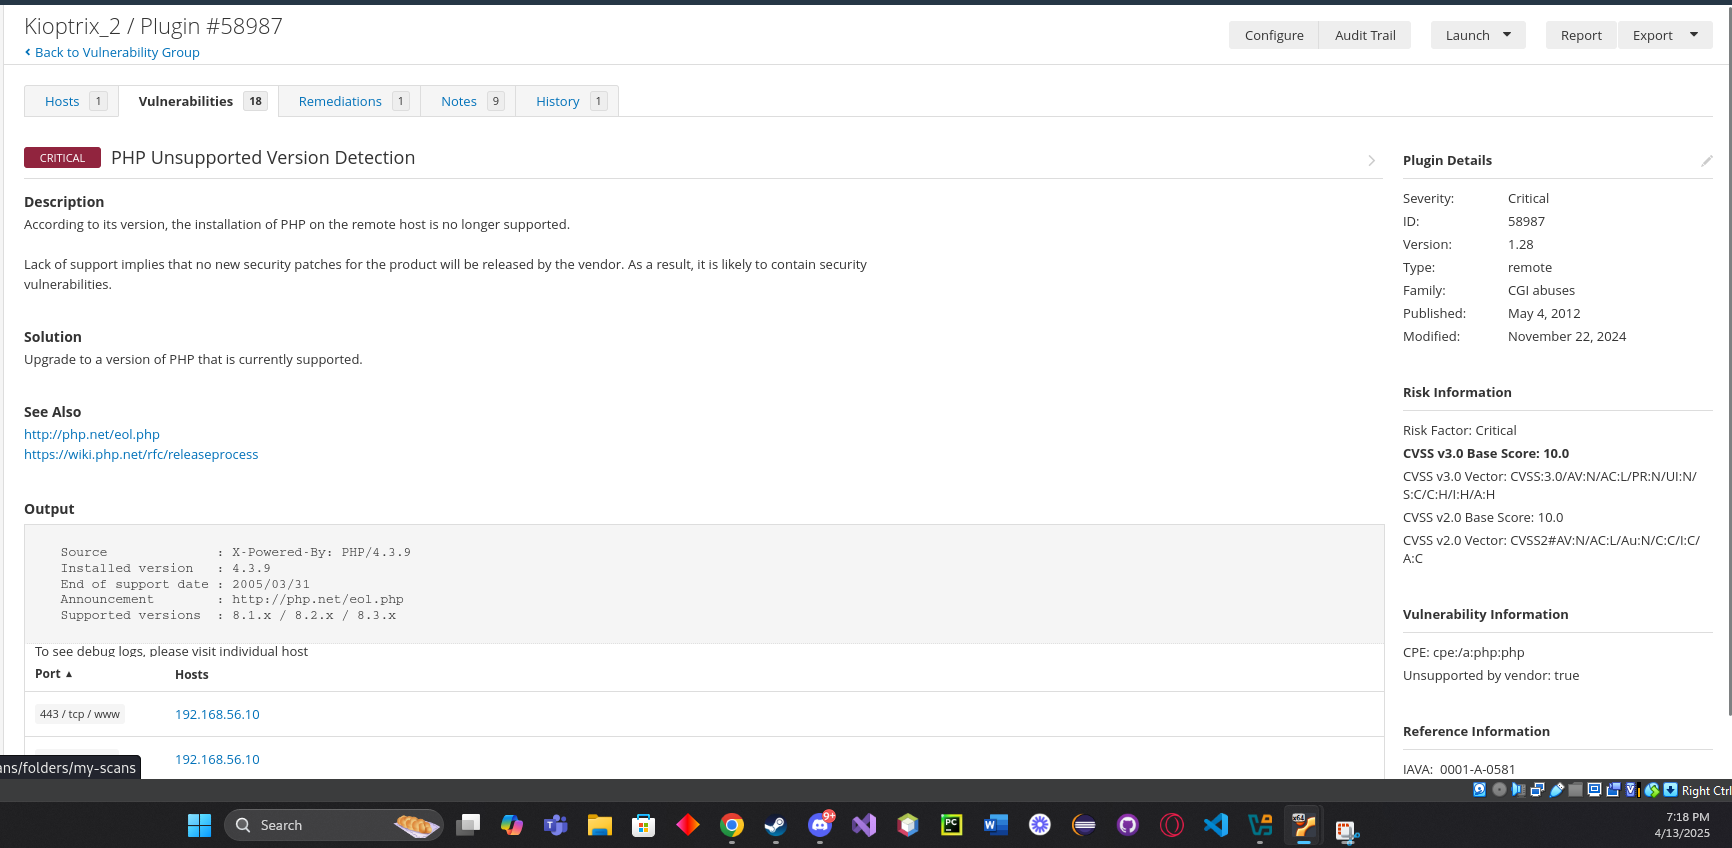 Kioptrix_2 / Plugin #58987
Back to Vulnerability Group
Configure
Audit Trail
Launch
Report
Export
Hosts 1
Vulnerabilities 18
Remediations 1
Notes 9
History 1
CRITICAL
PHP Unsupported Version Detection
Description
According to its version, the installation of PHP on the remote host is no longer supported.
Lack of support implies that no new security patches for the product will be released by the vendor. As a result, it is likely to contain security
vulnerabilities.
Solution
Upgrade to a version of PHP that is currently supported.
See Also
http://php.net/eol.php
https://wiki.php.net/rfc/releaseprocess
Output
Source : X-Powered-By: PHP/4.3.9
Installed version : 4.3.9
End of support date : 2005/03/31
Announcement : http://php.net/eol.php
Supported versions : 8.1.x / 8.2.x / 8.3.x
To see debug logs, please visit individual host
Port ▲ Hosts
443 / tcp / www 192.168.56.10
192.168.56.10
ans/folders/my-scans
Plugin Details
Severity: Critical
ID: 58987
Version: 1.28
Type: remote
Family: CGI abuses
Published: May 4, 2012
Modified: November 22, 2024
Risk Information
Risk Factor: Critical
CVSS v3.0 Base Score: 10.0
CVSS v3.0 Vector: CVSS:3.0/AV:N/AC:L/PR:N/UI:N/
S:C/C:H/I:H/A:H
CVSS v2.0 Base Score: 10.0
CVSS v2.0 Vector: CVSS2#AV:N/AC:L/Au:N/C:C/I:C/
A:C
Vulnerability Information
CPE: cpe:/a:php:php
Unsupported by vendor: true
Reference Information
IAVA: 0001-A-0581
Right Ctrl
Search
9+
PC
7:18 PM
4/13/2025